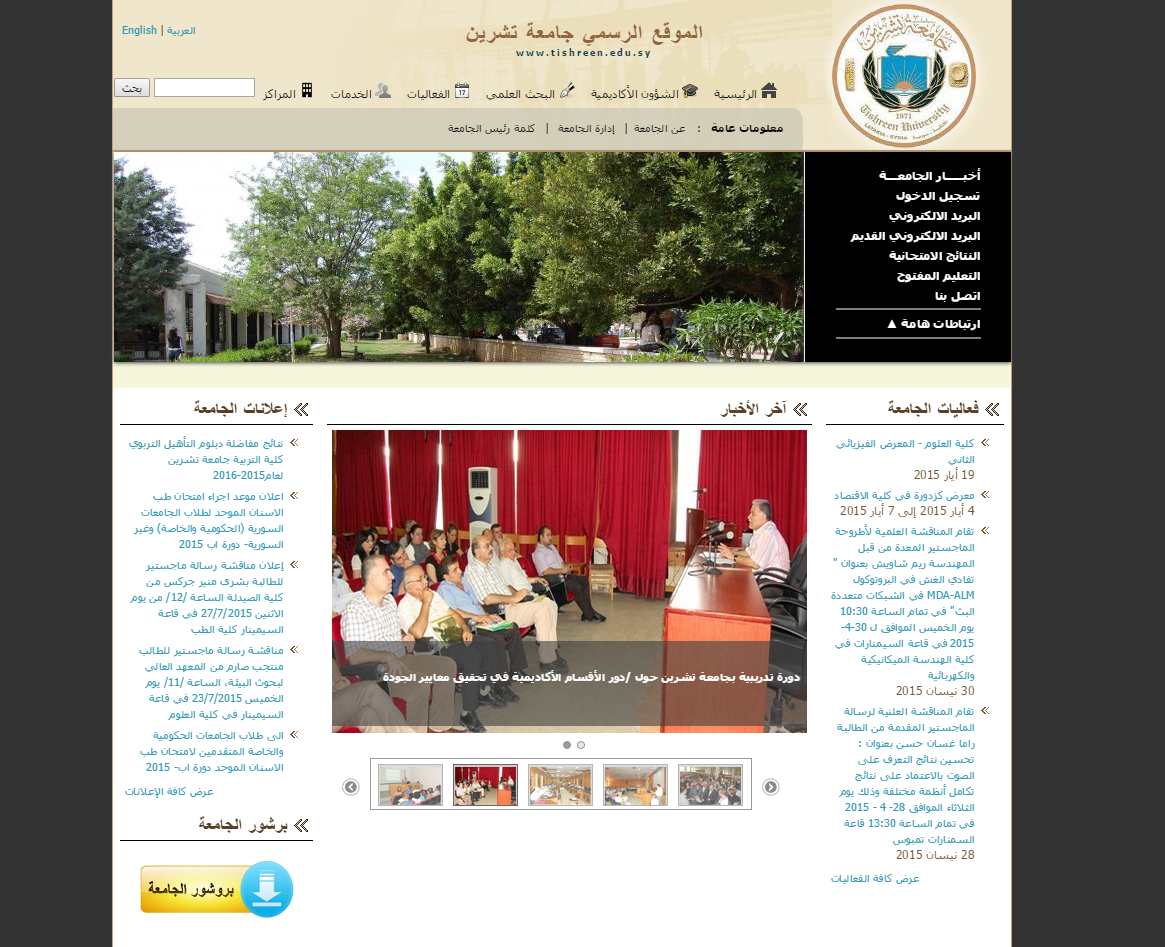 العربية | English
الموقع الرسمي جامعة تشرين
www.tishreen.edu.sy
جامعة تشرين
1971
Tishreen University
LATAKIA - SYRIA
الرئيسية
الشؤون الأكاديمية
البحث العلمي
الفعاليات
17
الخدمات
المراكز
بحث
معلومات عامة : عن الجامعة | إدارة الجامعة | كلمة رئيس الجامعة
أخبـــــار الجامعـــة
تسجيل الدخول
البريد الالكتروني
البريد الالكتروني القديم
النتائج الامتحانية
التعليم المفتوح
اتصل بنا
ارتباطات هامة ▲
فعاليات الجامعة
كلية العلوم - المعرض الفيزيائي
الثاني
19 أيار 2015
معرض كزدورة في كلية الاقتصاد
4 أيار 2015 إلى 7 أيار 2015
تقام المناقشة العلمية لأطروحة
الماجستير المعدة من قبل
المهندسة ريم شاويش بعنوان "
تفادي الغش في البروتوكول
MDA-ALM في الشبكات متعددة
البث" في تمام الساعة 10:30
يوم الخميس الموافق ل 30-4-
2015 في قاعة السيمنارات في
كلية الهندسة الميكانيكية
والكهربائية
30 نيسان 2015
تقام المناقشة العلنية لرسالة
الماجستير المقدمة من الطالبة
راما غسان حسن بعنوان :
تحسين نتائج التعرف على
الصوت بالاعتماد على نتائج
تكامل أنظمة مختلفة وذلك يوم
الثلاثاء الموافق 28- 4 - 2015
في تمام الساعة 13:30 قاعة
السمنارات تمبوس
28 نيسان 2015
عرض كافة الفعاليات
آخر الأخبار
دورة تدريبية بجامعة تشرين حول /دور الأقسام الأكاديمية في تحقيق معايير الجودة
إعلانات الجامعة
نتائج مفاضلة دبلوم التأهيل التربوي
كلية التربية جامعة تشرين
لعام2015-2016
اعلان موعد اجراء امتحان طب
الاسنان الموحد لطلاب الجامعات
السورية (الحكومية والخاصة) وغير
السورية- دورة اب 2015
إعلان مناقشة رسالة ماجستير
للطالبة بشرى منير جركس من
كلية الصيدلة الساعة /12/ من يوم
الاثنين 27/7/2015 في قاعة
السيمينار كلية الطب
مناقشة رسالة ماجستير للطالب
منتجب صارم من المعهد العالي
لبحوث البيئة، الساعة /11/ يوم
الخميس 23/7/2015 في قاعة
السيمينار في كلية العلوم
الى طلاب الجامعات الحكومية
والخاصة المتقدمين لامتحان طب
الاسنان الموحد دورة اب- 2015
عرض كافة الإعلانات
برشور الجامعة
بروشور الجامعة